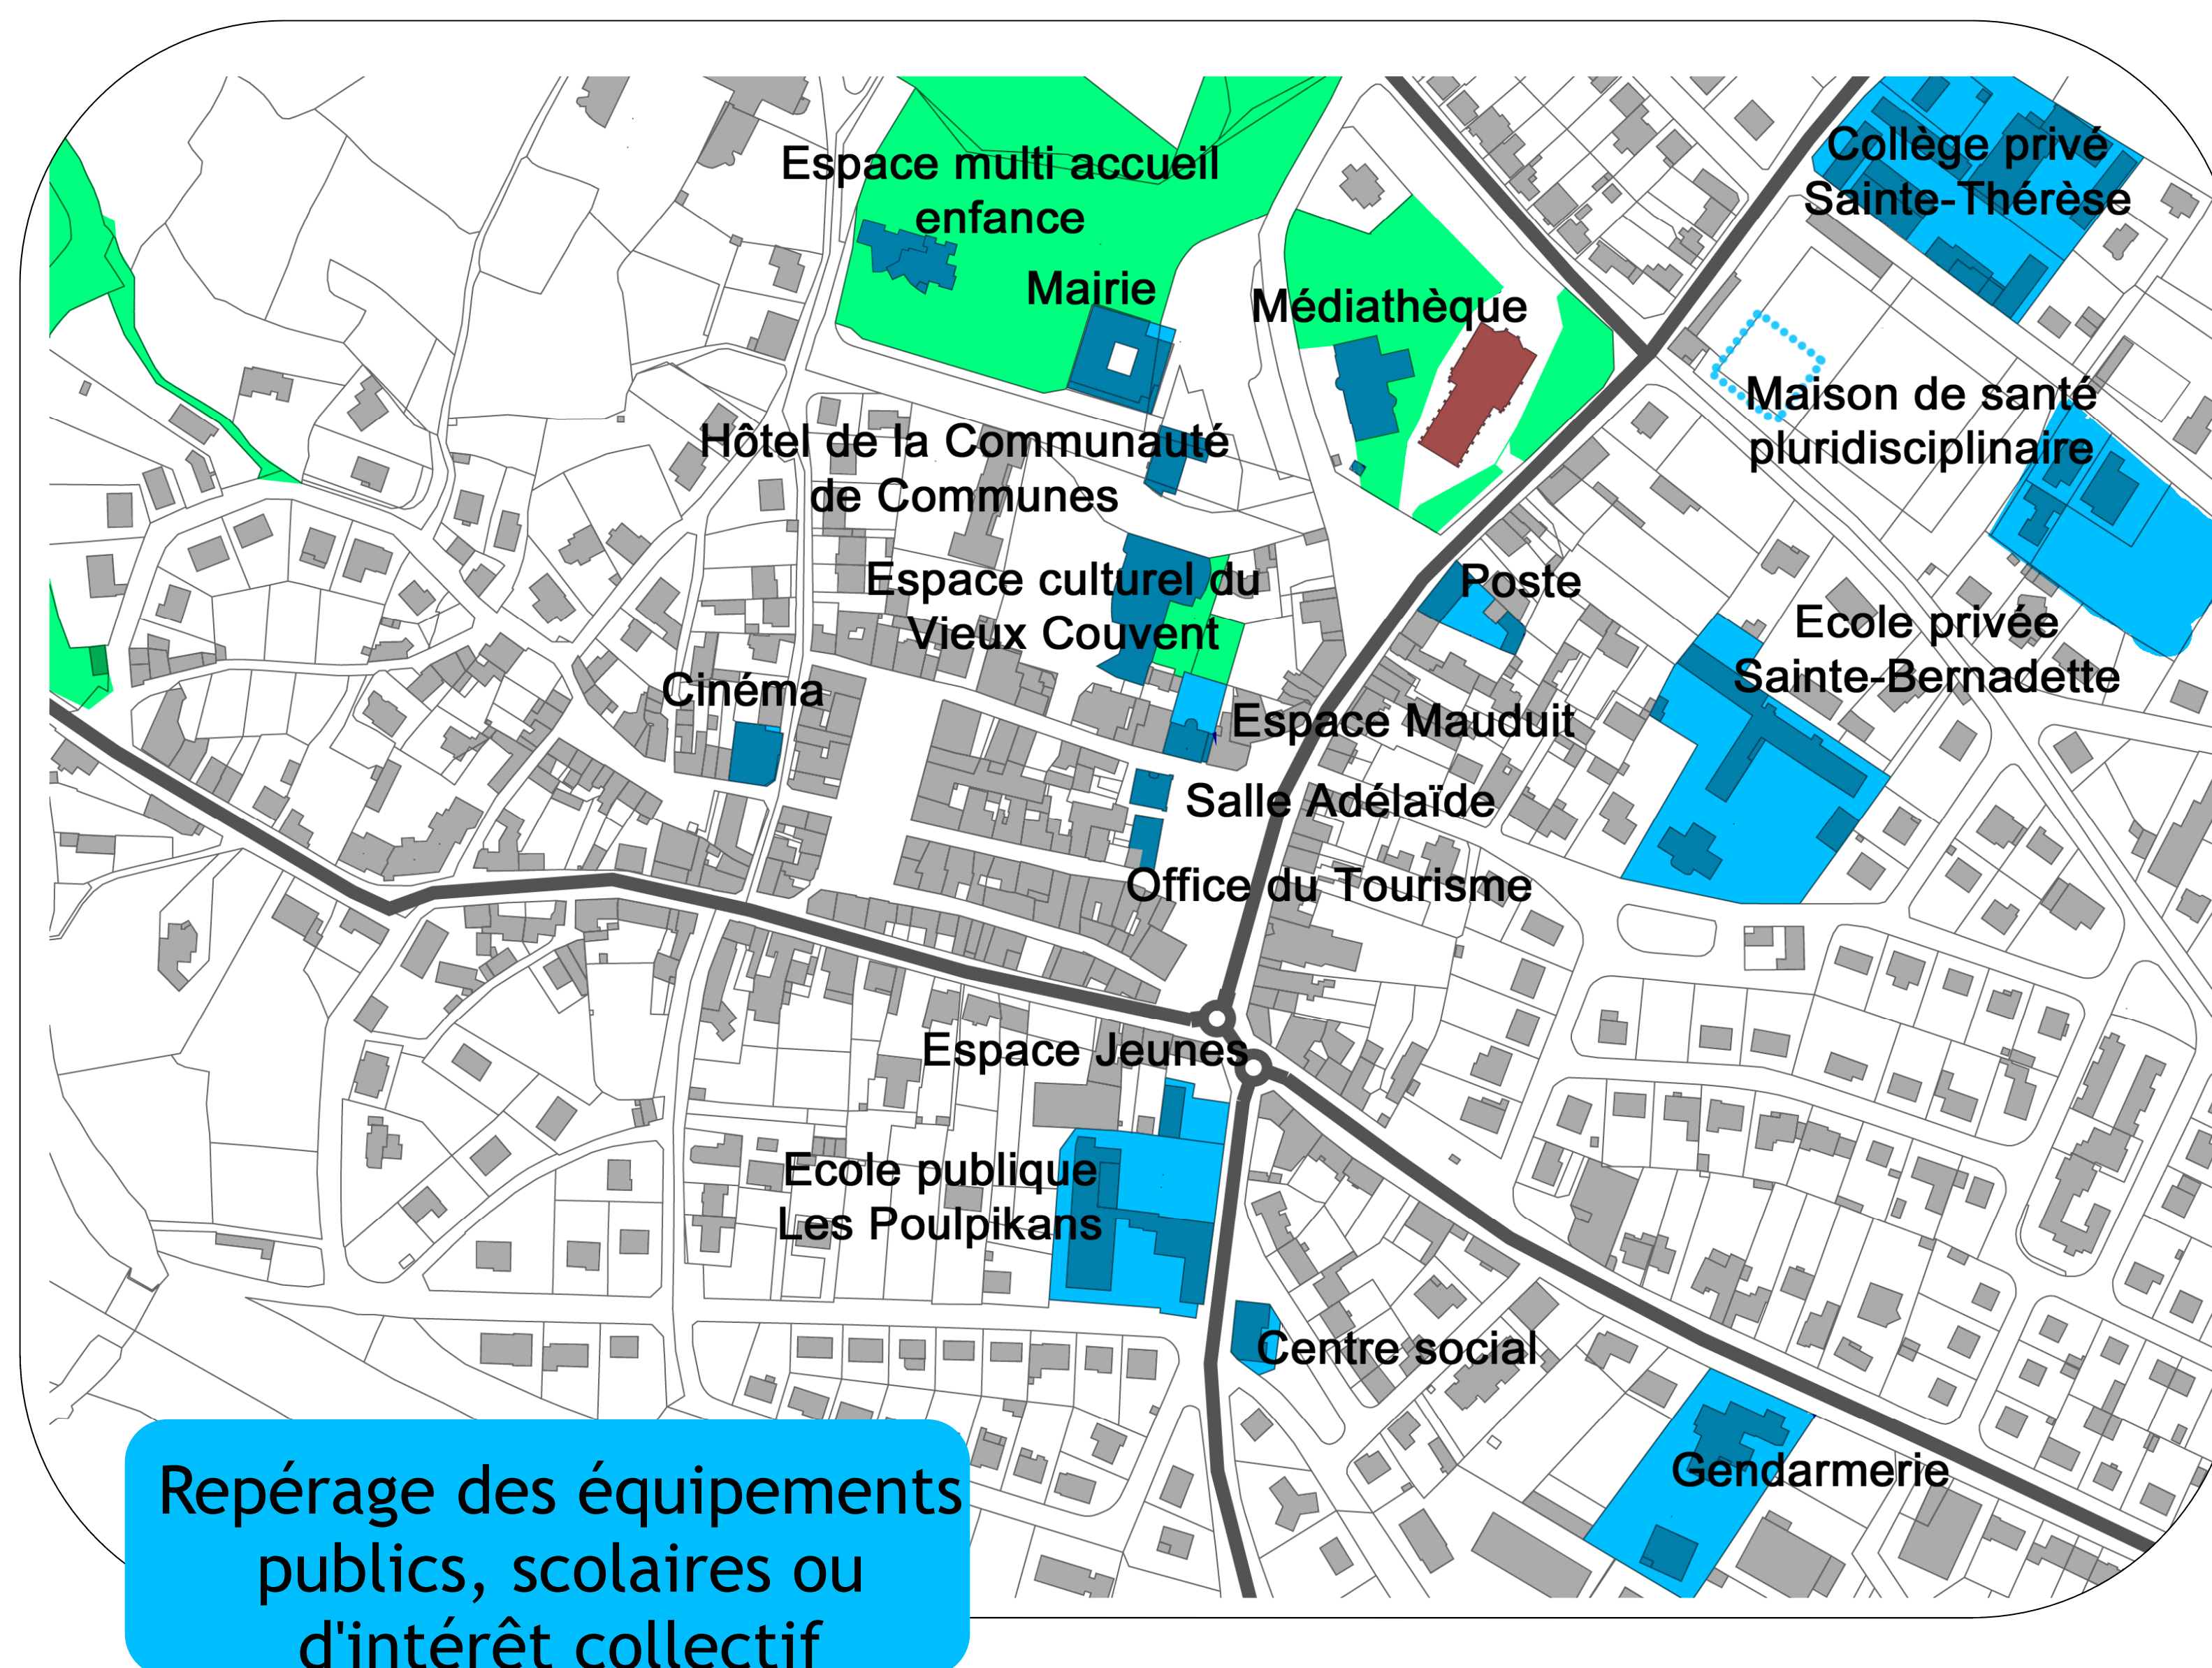 Collège privé
Sainte-Thérèse
Espace multi accueil
enfance
Mairie
Médiathèque
Maison de santé
pluridisciplinaire
Hôtel de la Communauté
de Communes
Espace culturel du
Vieux Couvent
Poste
Ecole privée
Sainte-Bernadette
Cinéma
Espace Mauduit
Salle Adélaïde
Office du Tourisme
Espace Jeunes
Ecole publique
Les Poulpikans
Centre social
Gendarmerie
Repérage des équipements
publics, scolaires ou
d'intérêt collectif